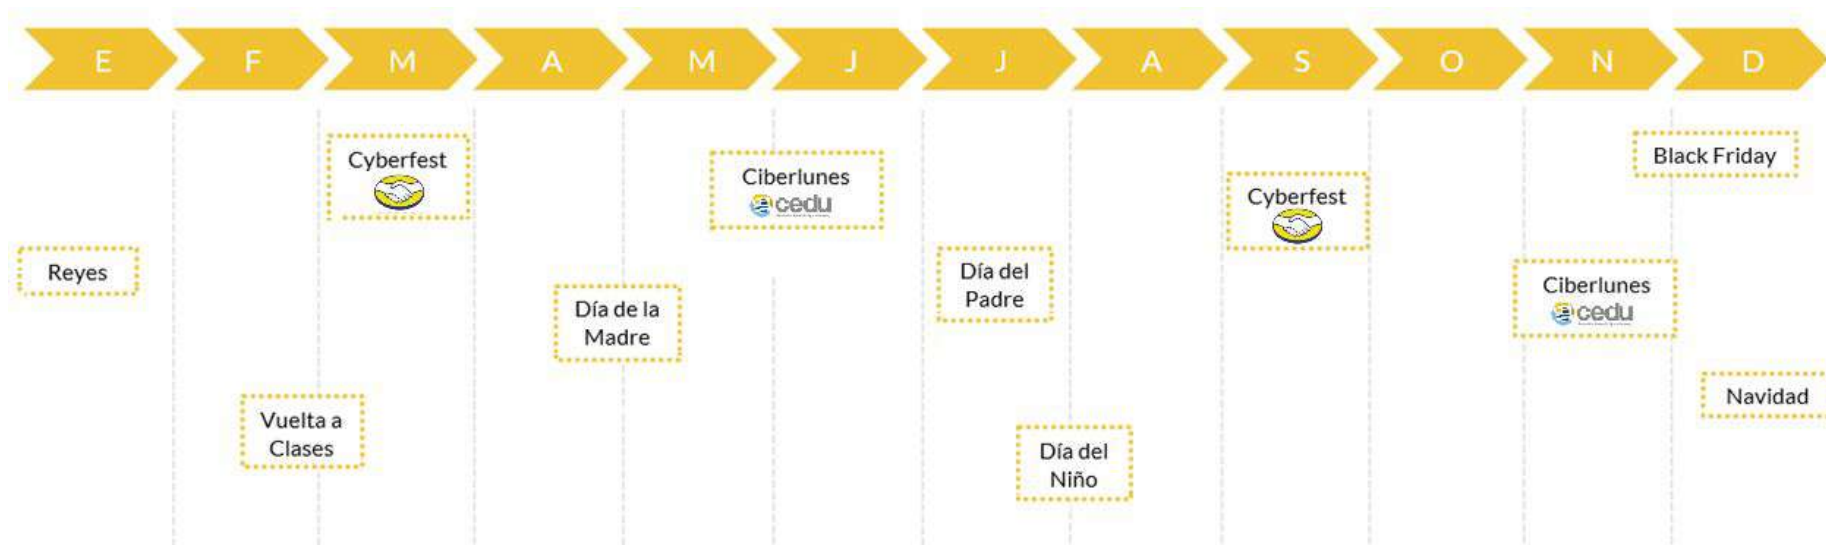 E F M A M J J A S O N D
Cyberfest
Ciberlunes
cedu
Cyberfest
Black Friday
Reyes
Día de la
Madre
Día del
Padre
Ciberlunes
cedu
Vuelta a
Clases
Día del
Niño
Navidad